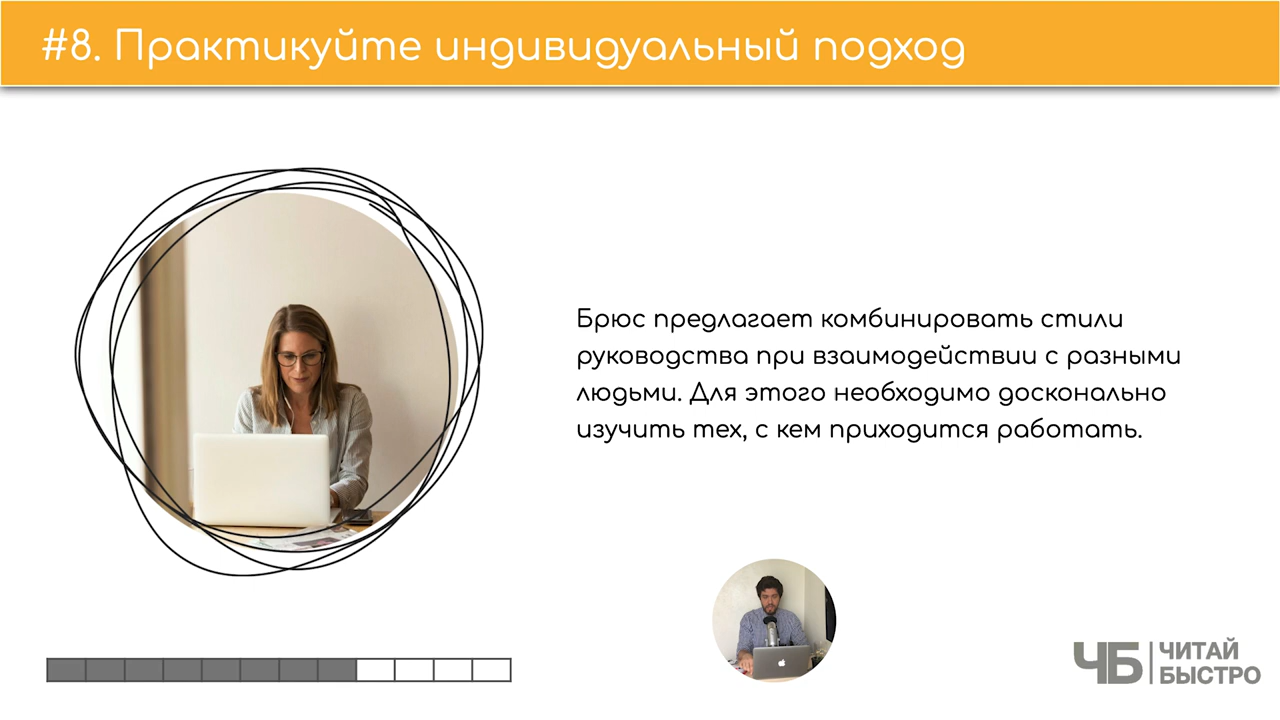 #8. Практикуйте индивидуальный подход
Брюс предлагает комбинировать стили
руководства при взаимодействии с разными
людьми. Для этого необходимо досконально
изучить тех, с кем приходится работать.
ЧБ
ЧИТАЙ
БЫСТРО